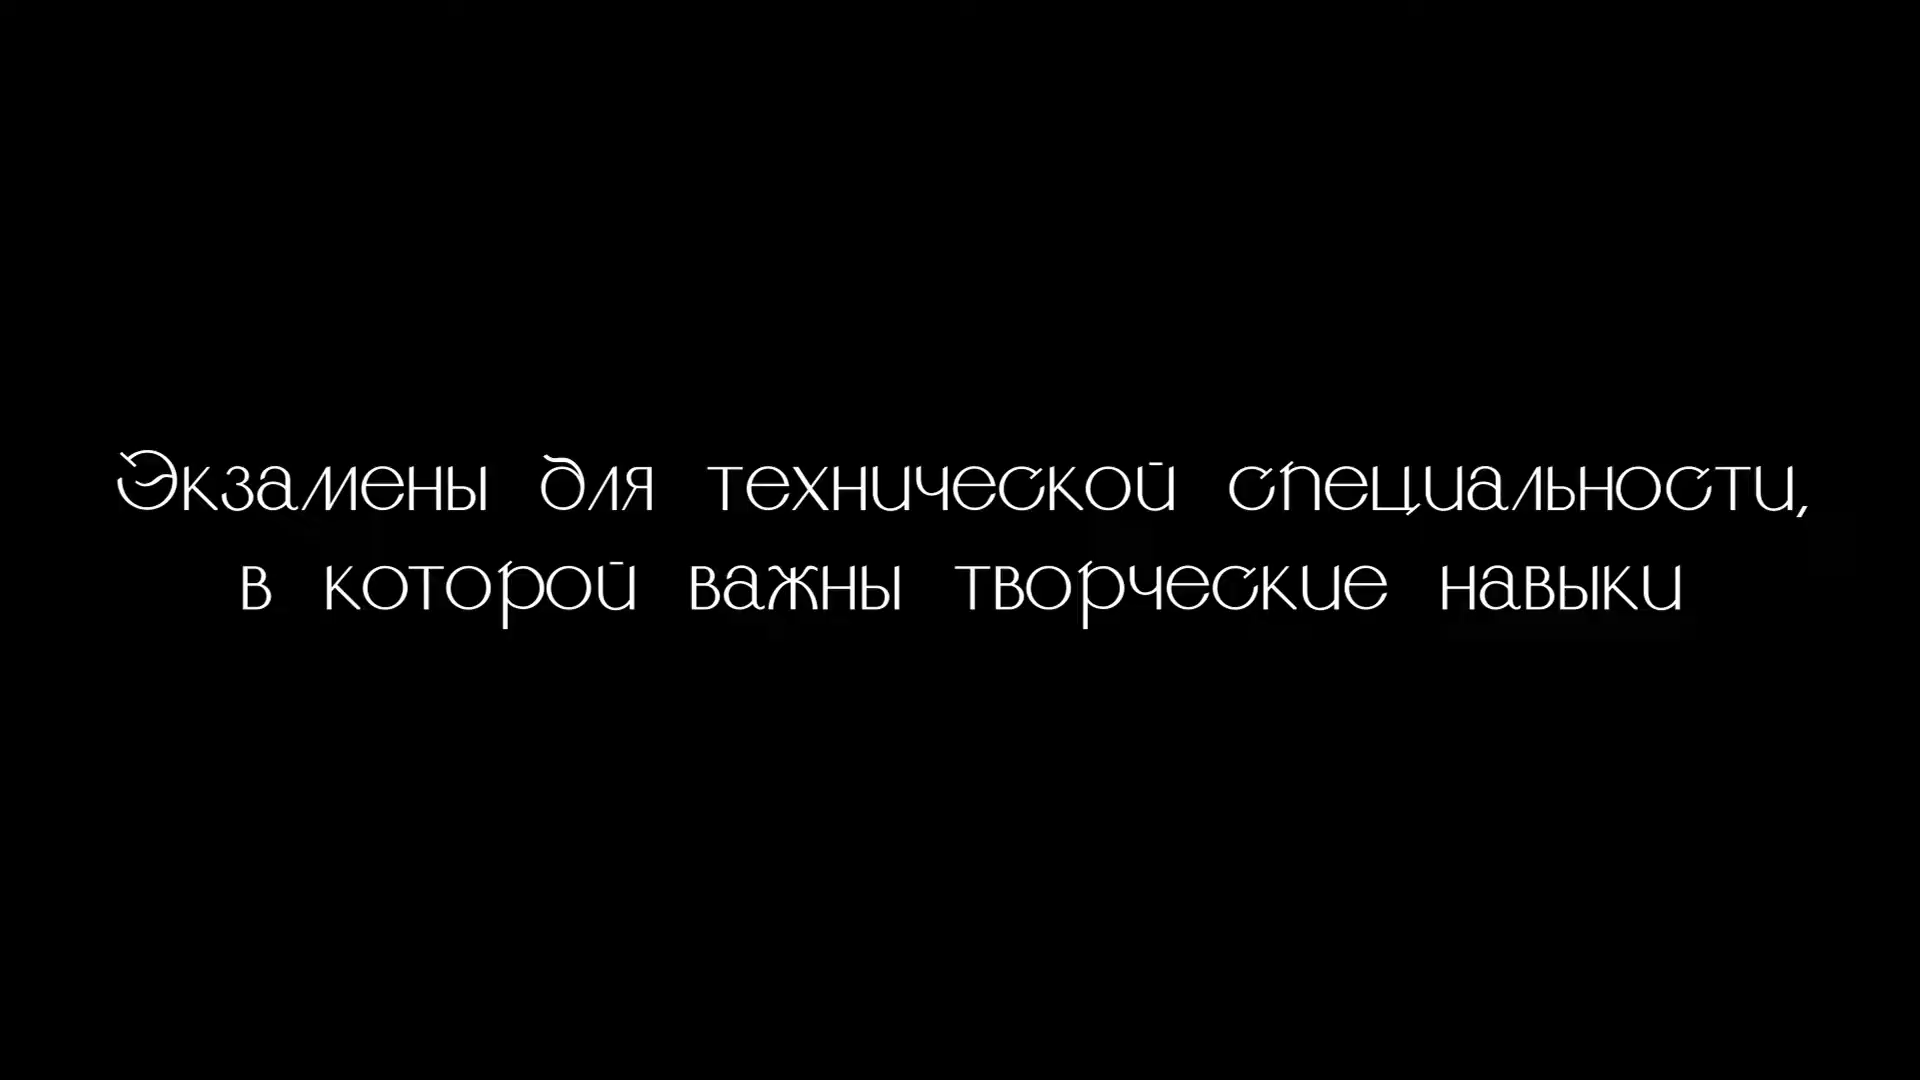 Экзамены для технической специальности,
в которой важны творческие навыки